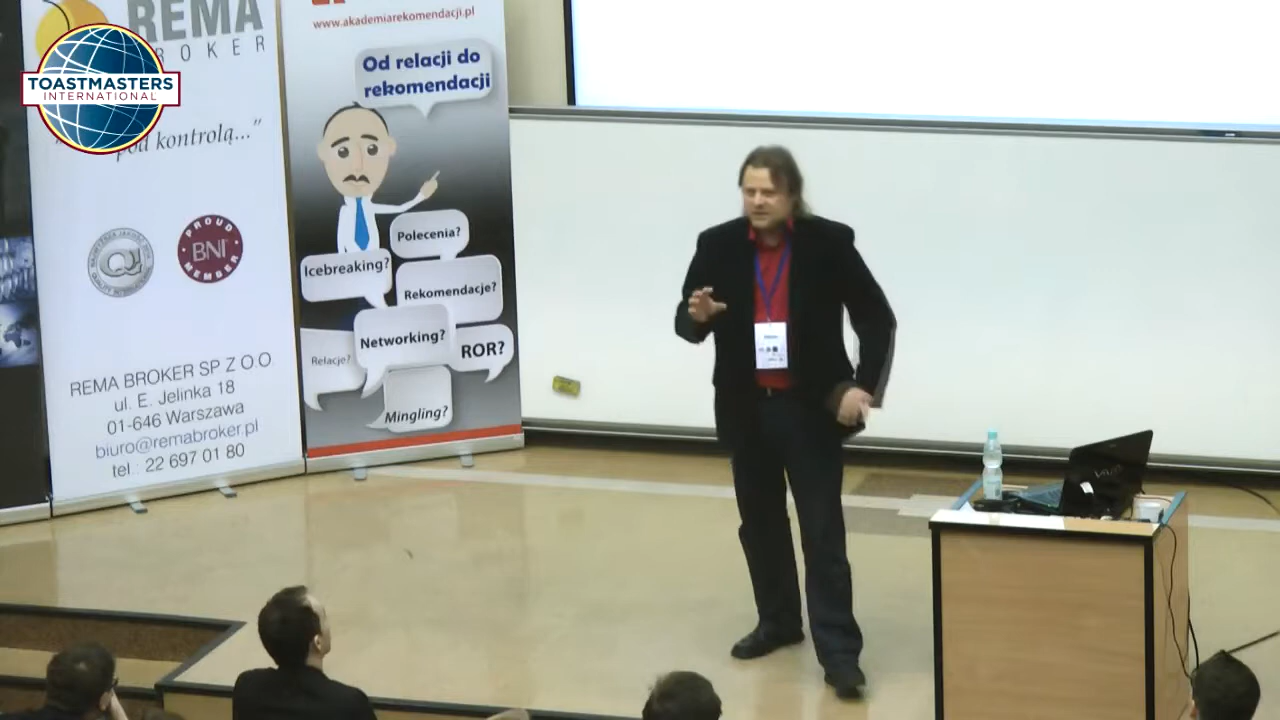 REMA
BROKER
TOASTMASTERS
INTERNATIONAL
pod kontrolą..."
PROUD
BNI
MEMBER
REMA BROKER SP Z O.O.
ul. E. Jelinka 18
01-646 Warszawa
biuro@remabroker.pl
tel : 22 697 01 80
www.akademiarekomendacji.pl
Od relacji do
rekomendacji
Polecenia?
Icebreaking?
Rekomendacje?
Networking?
Relacje?
ROR?
Mingling?
VAIO